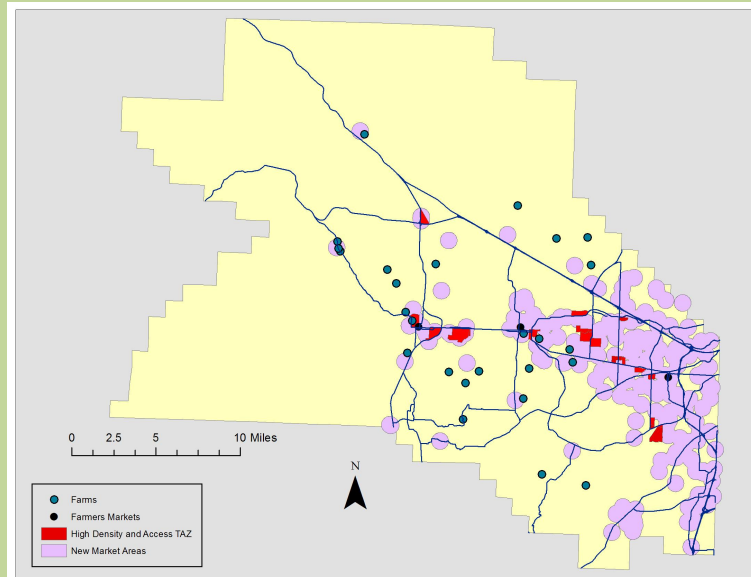 0 2.5 5 10 Miles
N
Farms
Farmers Markets
High Density and Access TAZ
New Market Areas